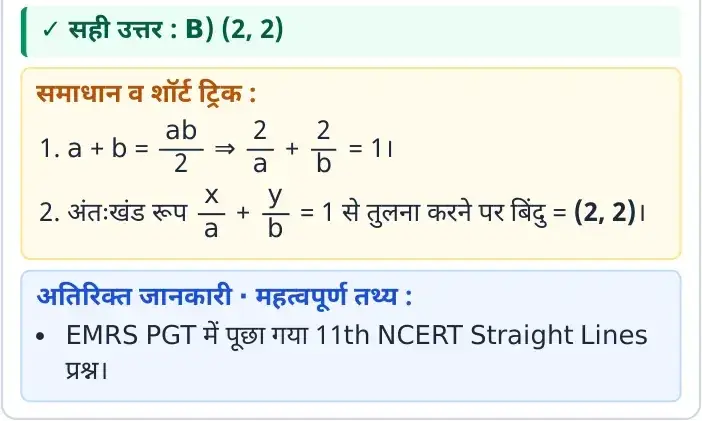 ✓ सही उत्तर : B) (2, 2)
समाधान व शॉर्ट ट्रिक :
1. a + b = ab/2 ⇒ 2/a + 2/b = 1।
2. अंतःखंड रूप x/a + y/b = 1 से तुलना करने पर बिंदु = (2, 2)।
अतिरिक्त जानकारी · महत्वपूर्ण तथ्य :
• EMRS PGT में पूछा गया 11th NCERT Straight Lines
प्रश्न।